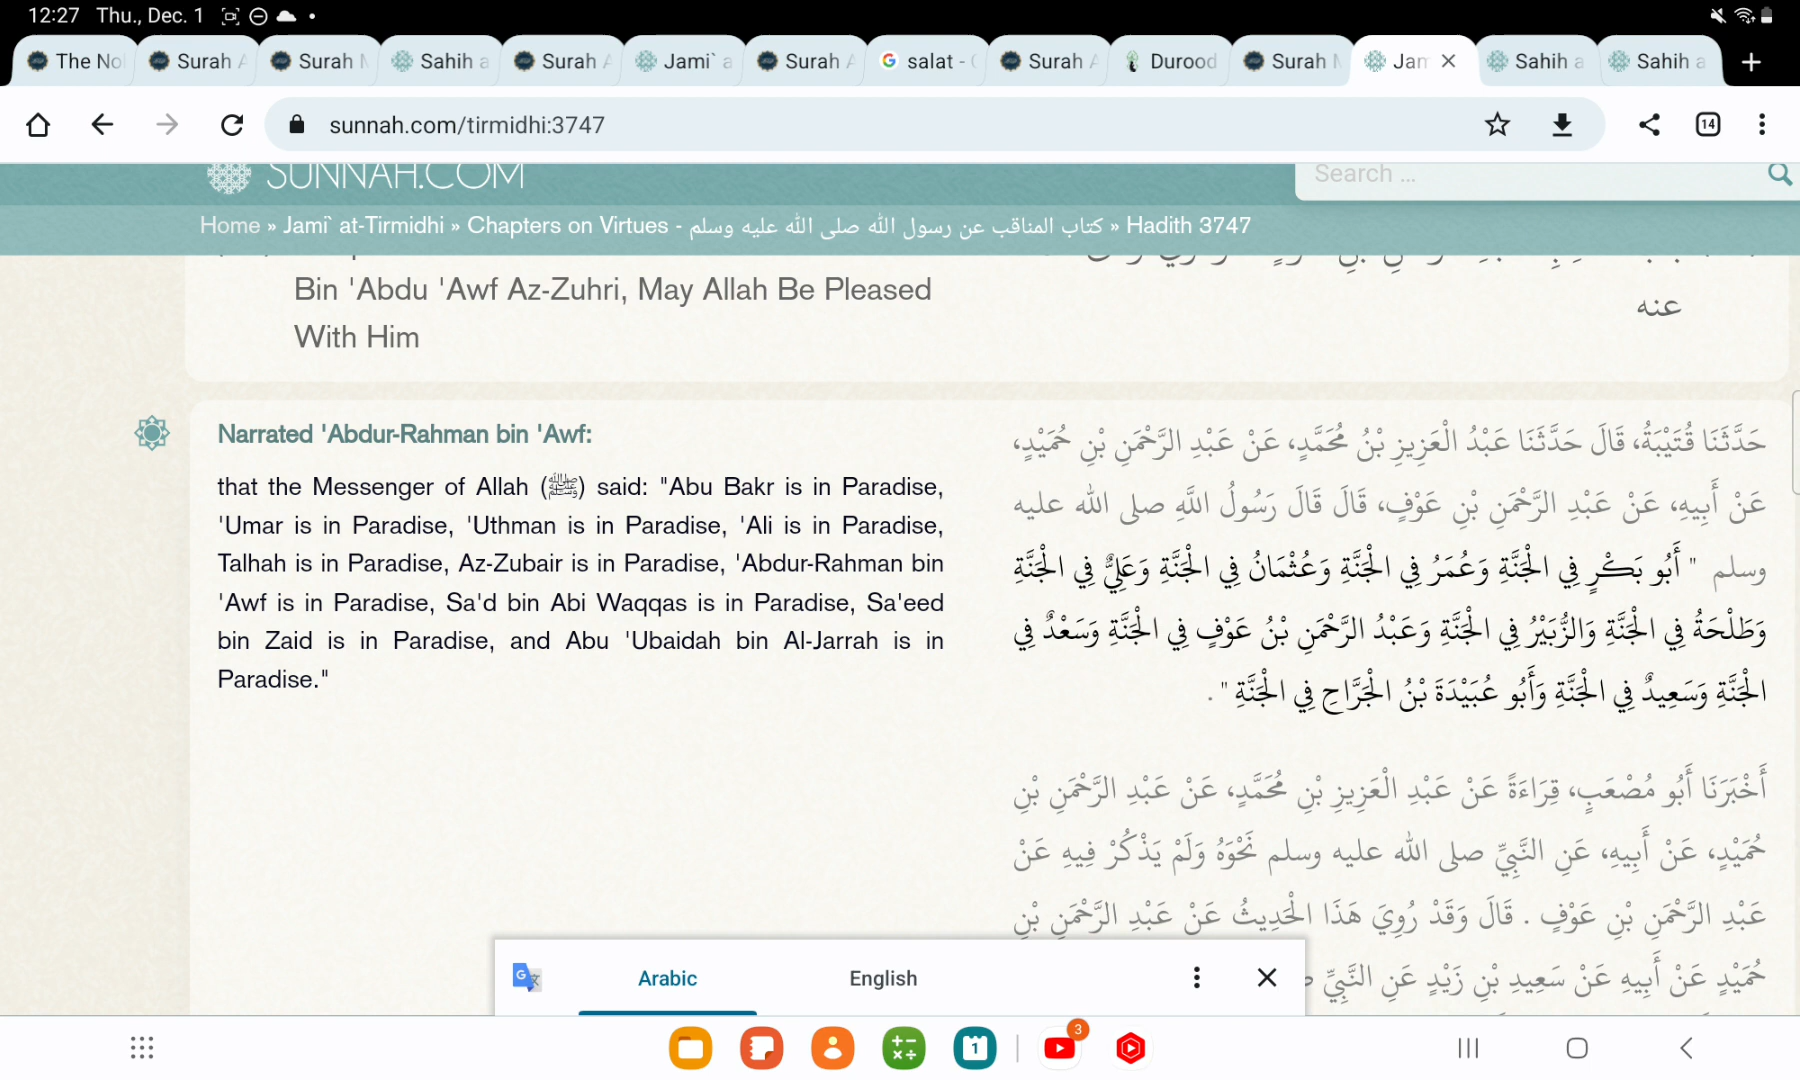 12:27 Thu., Dec. 1
The No
Surah A
Surah M
Sahih a
Surah A
Jami` a
Surah A
salat - G
Surah A
Durood
Surah M
Jam
Sahih a
Sahih a
sunnah.com/tirmidhi:3747
14
SUNNAH.COM
Search ...
Home » Jami` at-Tirmidhi » Chapters on Virtues - كتاب المناقب عن رسول الله صلى الله عليه وسلم » Hadith 3747
Bin 'Abdu 'Awf Az-Zuhri, May Allah Be Pleased
With Him
عنه
Narrated 'Abdur-Rahman bin 'Awf:
that the Messenger of Allah (ﷺ) said: "Abu Bakr is in Paradise,
'Umar is in Paradise, 'Uthman is in Paradise, 'Ali is in Paradise,
Talhah is in Paradise, Az-Zubair is in Paradise, 'Abdur-Rahman bin
'Awf is in Paradise, Sa'd bin Abi Waqqas is in Paradise, Sa'eed
bin Zaid is in Paradise, and Abu 'Ubaidah bin Al-Jarrah is in
Paradise."
حَدَّثَنَا قُتَيْبَةُ، قَالَ حَدَّثَنَا عَبْدُ الْعَزِيزِ بْنُ مُحَمَّدٍ، عَنْ عَبْدِ الرَّحْمَنِ بْنِ حُمَيْدٍ،
عَنْ أَبِيهِ، عَنْ عَبْدِ الرَّحْمَنِ بْنِ عَوْفٍ، قَالَ قَالَ رَسُولُ اللَّهِ صلى الله عليه
وسلم " أَبُو بَكْرٍ فِي الْجَنَّةِ وَعُمَرُ فِي الْجَنَّةِ وَعُثْمَانُ فِي الْجَنَّةِ وَعَلِيٌّ فِي الْجَنَّةِ
وَطَلْحَةُ فِي الْجَنَّةِ وَالزُّبَيْرُ فِي الْجَنَّةِ وَعَبْدُ الرَّحْمَنِ بْنُ عَوْفٍ فِي الْجَنَّةِ وَسَعْدٌ فِي
الْجَنَّةِ وَسَعِيدٌ فِي الْجَنَّةِ وَأَبُو عُبَيْدَةَ بْنُ الْجَرَّاحِ فِي الْجَنَّةِ " .
أَخْبَرَنَا أَبُو مُصْعَبٍ، قِرَاءَةً عَنْ عَبْدِ الْعَزِيزِ بْنِ مُحَمَّدٍ، عَنْ عَبْدِ الرَّحْمَنِ بْنِ
حُمَيْدٍ، عَنْ أَبِيهِ، عَنِ النَّبِيِّ صلى الله عليه وسلم نَحْوَهُ وَلَمْ يَذْكُرْ فِيهِ عَنْ
عَبْدِ الرَّحْمَنِ بْنِ عَوْفٍ . قَالَ وَقَدْ رُوِيَ هَذَا الْحَدِيثُ عَنْ عَبْدِ الرَّحْمَنِ بْنِ
حُمَيْدٍ عَنْ أَبِيهِ عَنْ سَعِيدِ بْنِ زَيْدٍ عَنِ النَّبِيِّ
Arabic
English
1
3